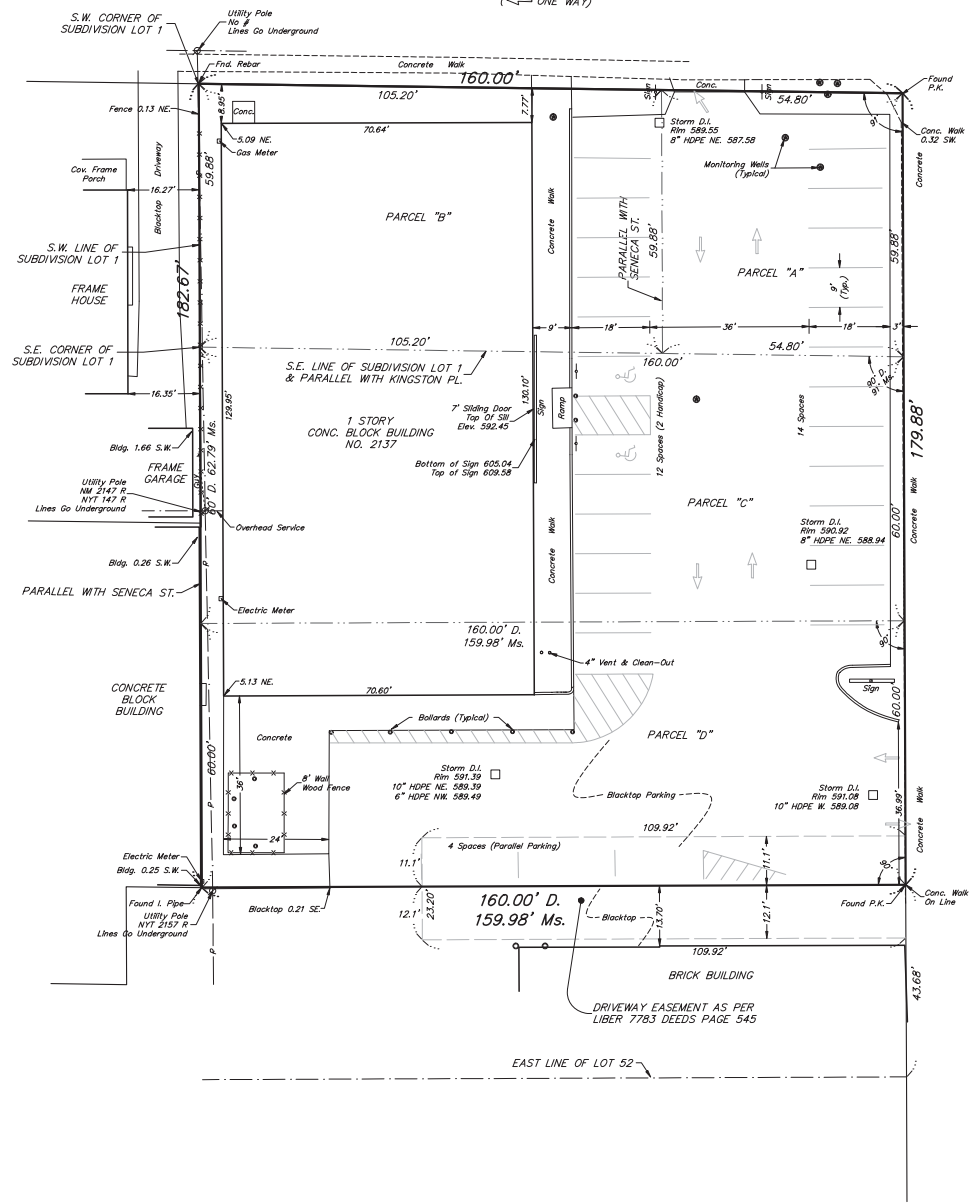 ( ONE WAY)
S.W. CORNER OF
SUBDIVISION LOT 1
Utility Pole
No #
Lines Go Underground
Fnd. Rebar
Concrete Walk
160.00'
105.20'
Conc.
Sign
Sign
54.80'
Found
P.K.
Fence 0.13 NE.
8.95'
Conc.
7.77'
70.64'
5.09 NE.
Gas Meter
Storm D.I.
Rim 589.55
8" HDPE NE. 587.58
91'
Conc. Walk
0.32 SW.
Monitoring Wells
(Typical)
Concrete Walk
Cov. Frame
Porch
Blacktop Driveway
16.27'
59.88'
PARCEL "B"
Concrete Walk
PARALLEL WITH
SENECA ST.
59.88'
59.88'
S.W. LINE OF
SUBDIVISION LOT 1
182.67'
FRAME
HOUSE
PARCEL "A"
9'
(Typ.)
9'
18'
36'
18'
3'
S.E. CORNER OF
SUBDIVISION LOT 1
105.20'
54.80'
S.E. LINE OF SUBDIVISION LOT 1
& PARALLEL WITH KINGSTON PL.
160.00'
90' D.
91' Ms.
16.35'
129.95'
130.10'
7' Sliding Door
Top Of Sill
Elev. 592.45
Sign
Ramp
12 Spaces (2 Handicap)
14 Spaces
179.88'
1 STORY
CONC. BLOCK BUILDING
NO. 2137
Bldg. 1.66 S.W.
FRAME
GARAGE
60' D. 62.79' Ms.
Guy
Bottom of Sign 605.04
Top of Sign 609.58
Utility Pole
NM 2147 R
NYT 147 R
Lines Go Underground
Overhead Service
PARCEL "C"
Storm D.I.
Rim 590.92
8" HDPE NE. 588.94
60.00'
Concrete Walk
Bldg. 0.26 S.W.
P
Concrete Walk
PARALLEL WITH SENECA ST.
Electric Meter
160.00' D.
159.98' Ms.
90'
4" Vent & Clean-Out
5.13 NE.
70.60'
CONCRETE
BLOCK
BUILDING
Sign
60.00'
Bollards (Typical)
Concrete
PARCEL "D"
60.00'
36'
8' Wall
Wood Fence
Storm D.I.
Rim 591.39
10" HDPE NE. 589.39
6" HDPE NW. 589.49
Blacktop Parking
Storm D.I.
Rim 591.08
10" HDPE W. 589.08
36.99'
Concrete Walk
P
24'
109.92'
4 Spaces (Parallel Parking)
Electric Meter
Bldg. 0.25 S.W.
11.1'
11.1'
90'
Found I. Pipe
Utility Pole
NYT 2157 R
Lines Go Underground
Blacktop 0.21 SE.
12.1'
23.20'
160.00' D.
159.98' Ms.
Blacktop
13.70'
12.1'
Found P.K.
Conc. Walk
On Line
P
109.92'
BRICK BUILDING
43.68'
DRIVEWAY EASEMENT AS PER
LIBER 7783 DEEDS PAGE 545
EAST LINE OF LOT 52